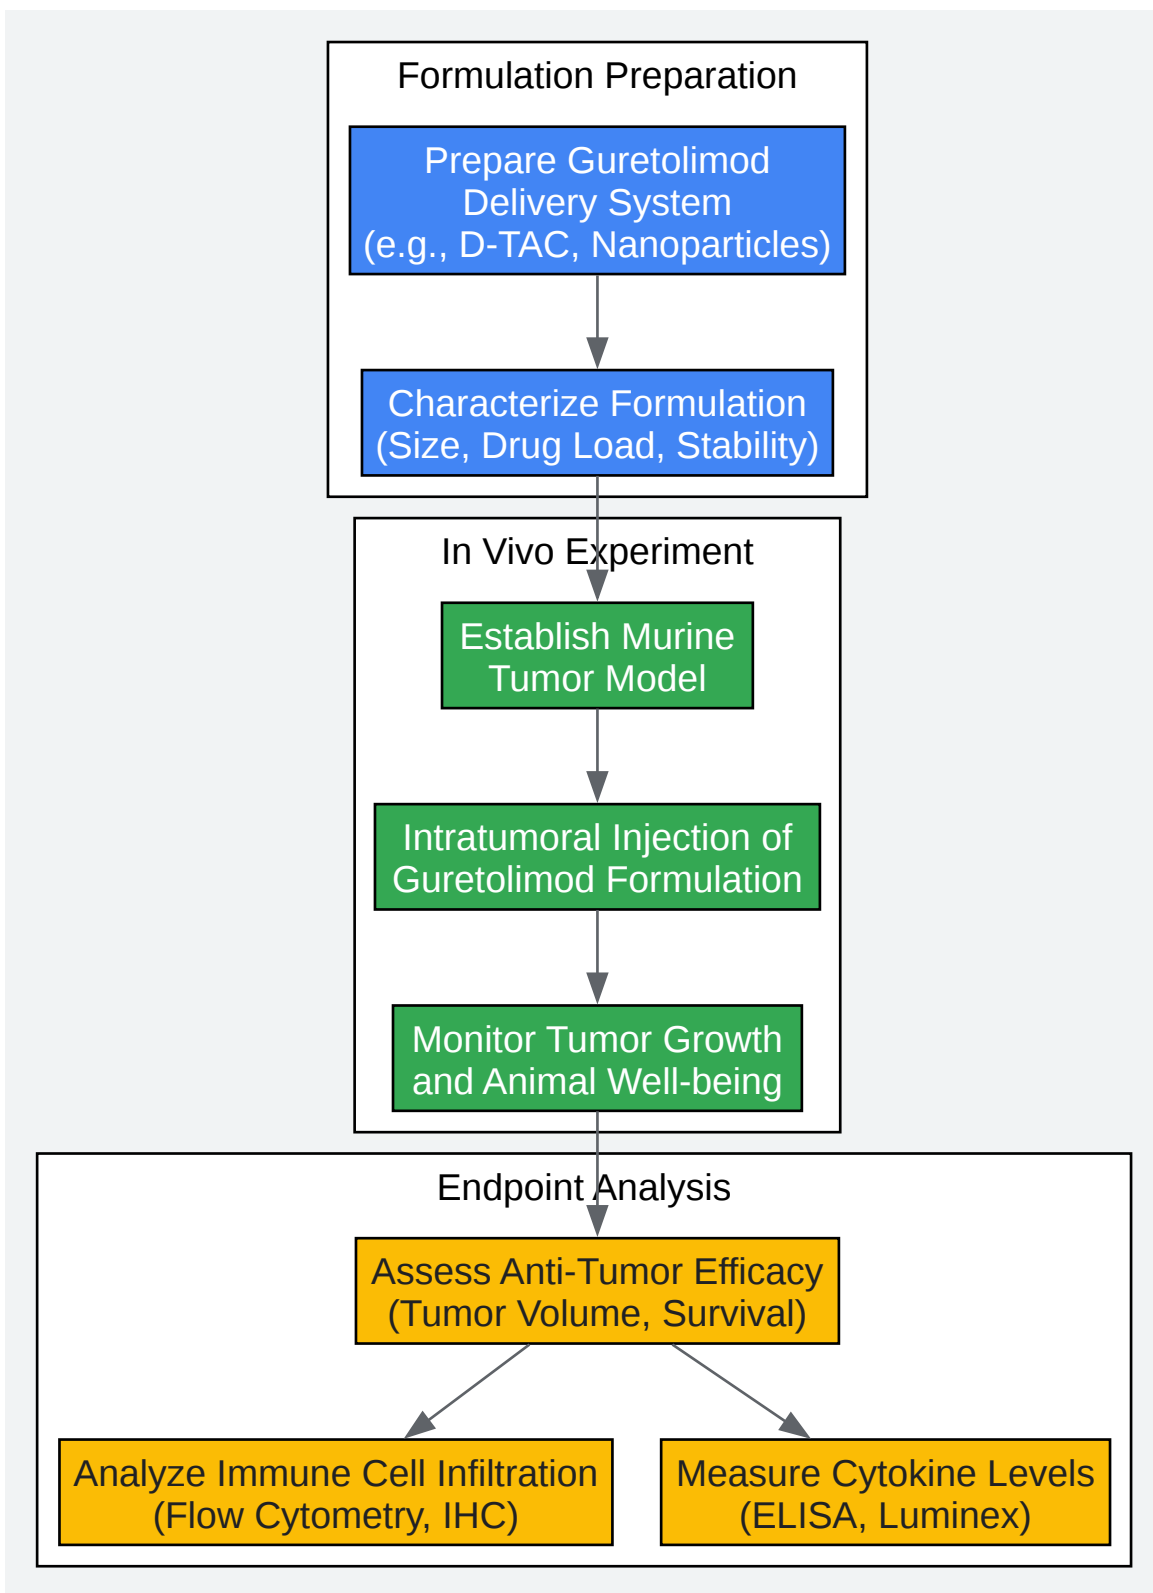 Formulation Preparation
Prepare Guretolimod
Delivery System
(e.g., D-TAC, Nanoparticles)
Characterize Formulation
(Size, Drug Load, Stability)
In Vivo Experiment
Establish Murine
Tumor Model
Intratumoral Injection of
Guretolimod Formulation
Monitor Tumor Growth
and Animal Well-being
Endpoint Analysis
Assess Anti-Tumor Efficacy
(Tumor Volume, Survival)
Analyze Immune Cell Infiltration
(Flow Cytometry, IHC)
Measure Cytokine Levels
(ELISA, Luminex)